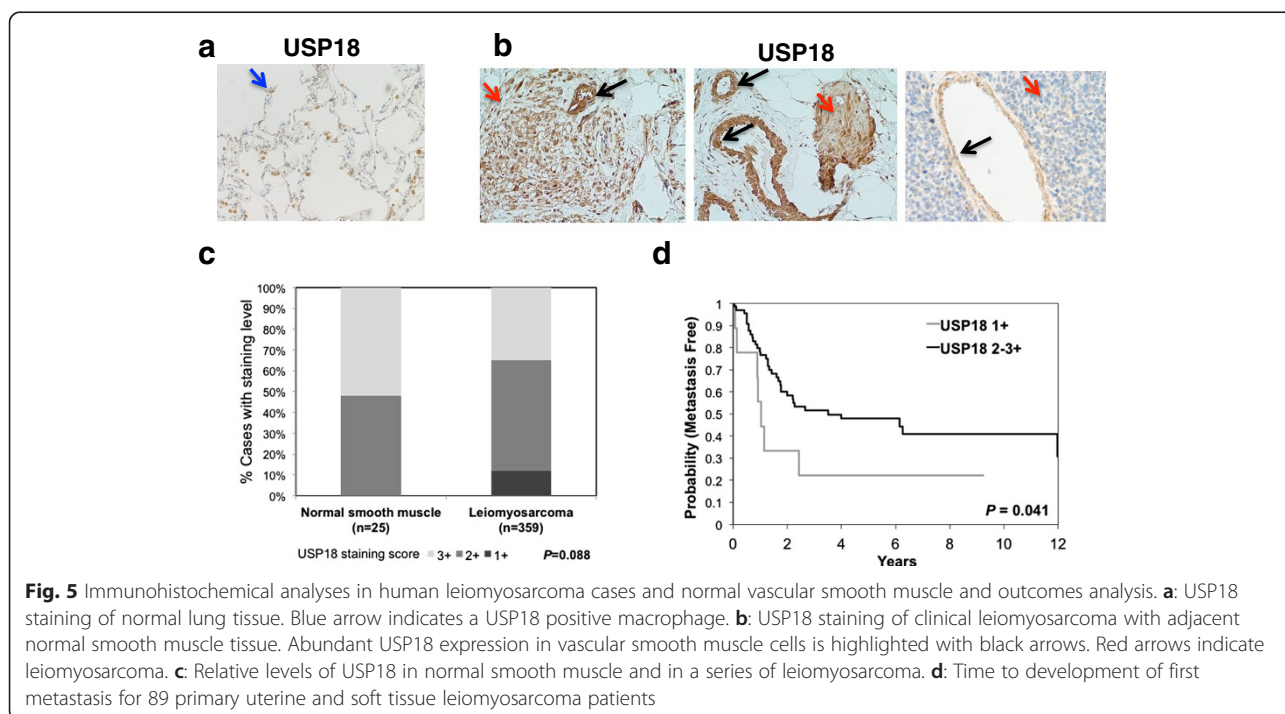 a
USP18
b
USP18
c
% Cases with staining level
100%
90%
80%
70%
60%
50%
40%
30%
20%
10%
0%
Normal smooth muscle
(n=25)
Leiomyosarcoma
(n=359)
USP18 staining score 3+ 2+ 1+ P=0.088
d
Probability (Metastasis Free)
1
0.9
0.8
0.7
0.6
0.5
0.4
0.3
0.2
0.1
0
USP18 1+
USP18 2-3+
P = 0.041
0 2 4 6 8 10 12
Years
Fig. 5 Immunohistochemical analyses in human leiomyosarcoma cases and normal vascular smooth muscle and outcomes analysis. a: USP18
staining of normal lung tissue. Blue arrow indicates a USP18 positive macrophage. b: USP18 staining of clinical leiomyosarcoma with adjacent
normal smooth muscle tissue. Abundant USP18 expression in vascular smooth muscle cells is highlighted with black arrows. Red arrows indicate
leiomyosarcoma. c: Relative levels of USP18 in normal smooth muscle and in a series of leiomyosarcoma. d: Time to development of first
metastasis for 89 primary uterine and soft tissue leiomyosarcoma patients